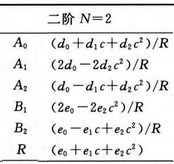 二阶 N=2
A₀ (d₀+d₁c+d₂c²)/R
A₁ (2d₀-2d₂c²)/R
A₂ (d₀-d₁c+d₂c²)/R
B₁ (2e₀-2e₂c²)/R
B₂ (e₀-e₁c+e₂c²)/R
R (e₀+e₁c+e₂c²)